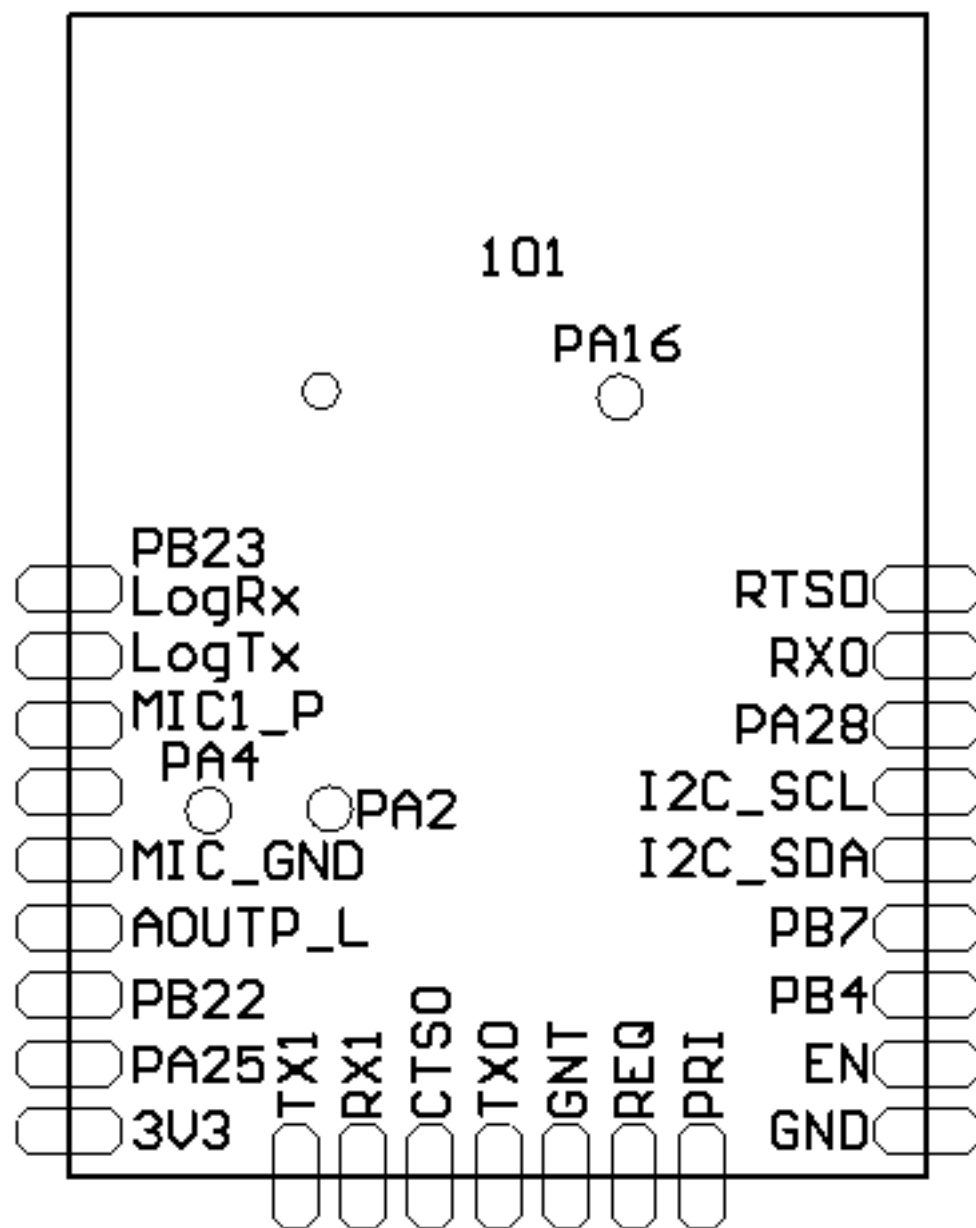 101
PA16
PB23
LogRx
RTS0
LogTx
RX0
MIC1_P
PA28
PA4
I2C_SCL
PA2
MIC_GND
I2C_SDA
AOUTP_L
PB7
PB22
PB4
PA25
EN
3V3
TX1
RX1
CTS0
TX0
GNT
REQ
PRI
GND